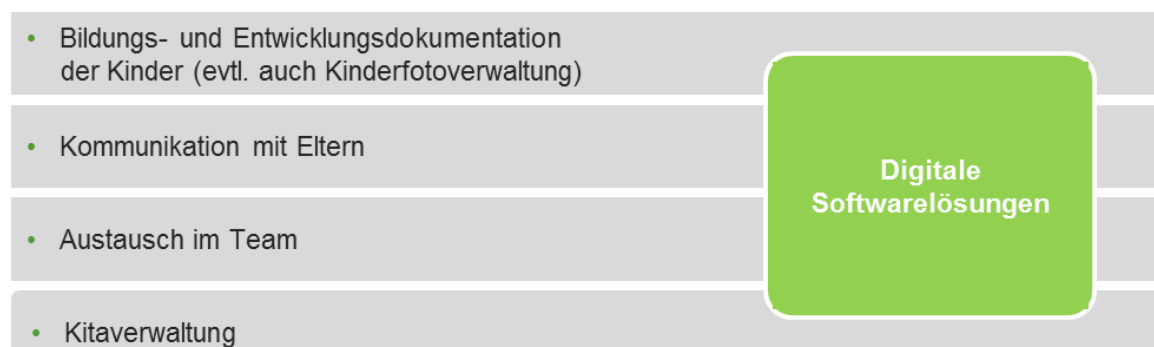 • Bildungs- und Entwicklungsdokumentation
der Kinder (evtl. auch Kinderfotoverwaltung)
• Kommunikation mit Eltern
• Austausch im Team
• Kitaverwaltung
Digitale
Softwarelösungen